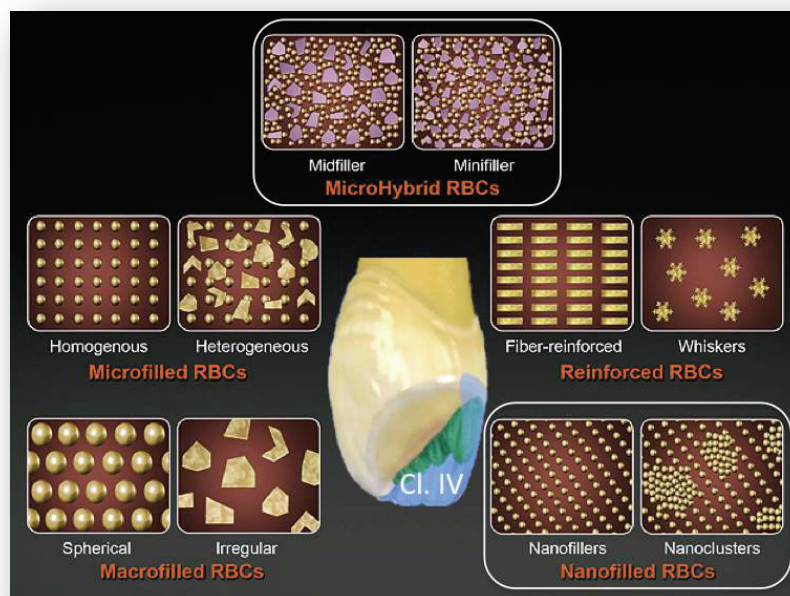 Midfiller Minifiller
MicroHybrid RBCs
Homogenous Heterogeneous
Microfilled RBCs
Fiber-reinforced Whiskers
Reinforced RBCs
Cl. IV
Spherical Irregular
Macrofilled RBCs
Nanofillers Nanoclusters
Nanofilled RBCs